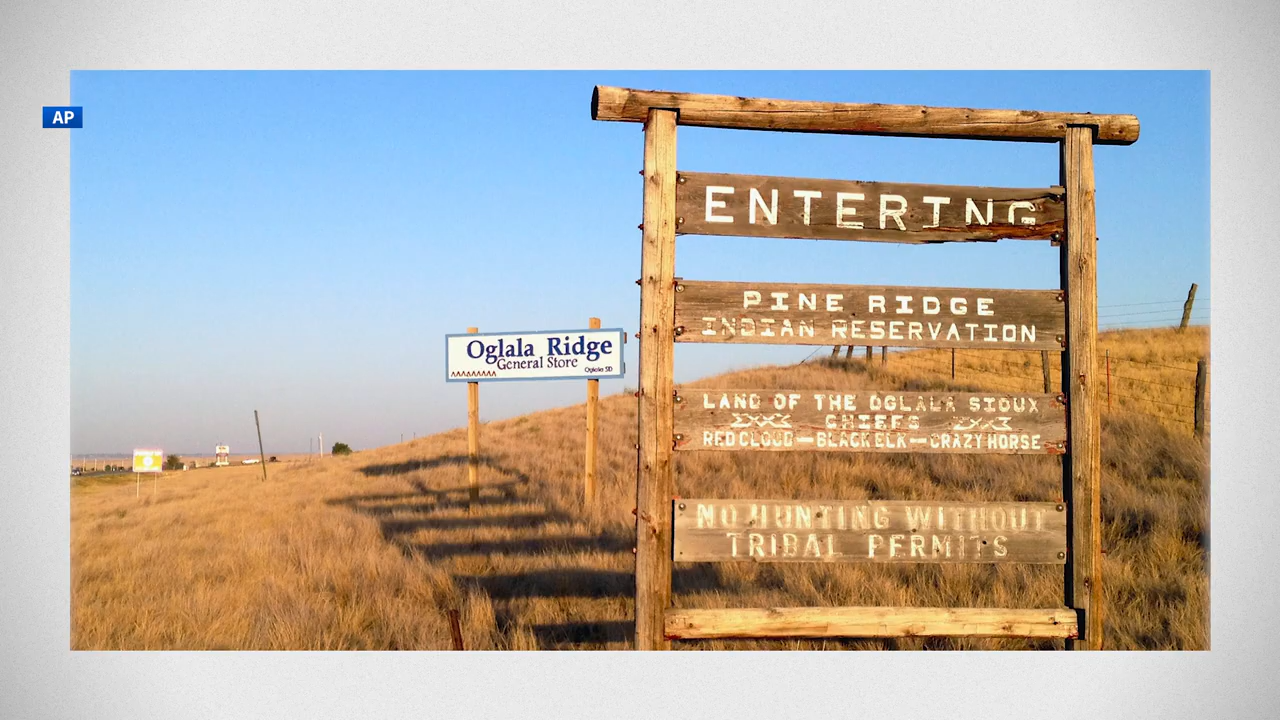 AP
ENTERING
PINE RIDGE
INDIAN RESERVATION
LAND OF THE OGLALA SIOUX
CHIEFS
RED CLOUD—BLACK ELK—CRAZY HORSE
NO HUNTING WITHOUT
TRIBAL PERMITS
Oglala Ridge
General Store
Oglala SD